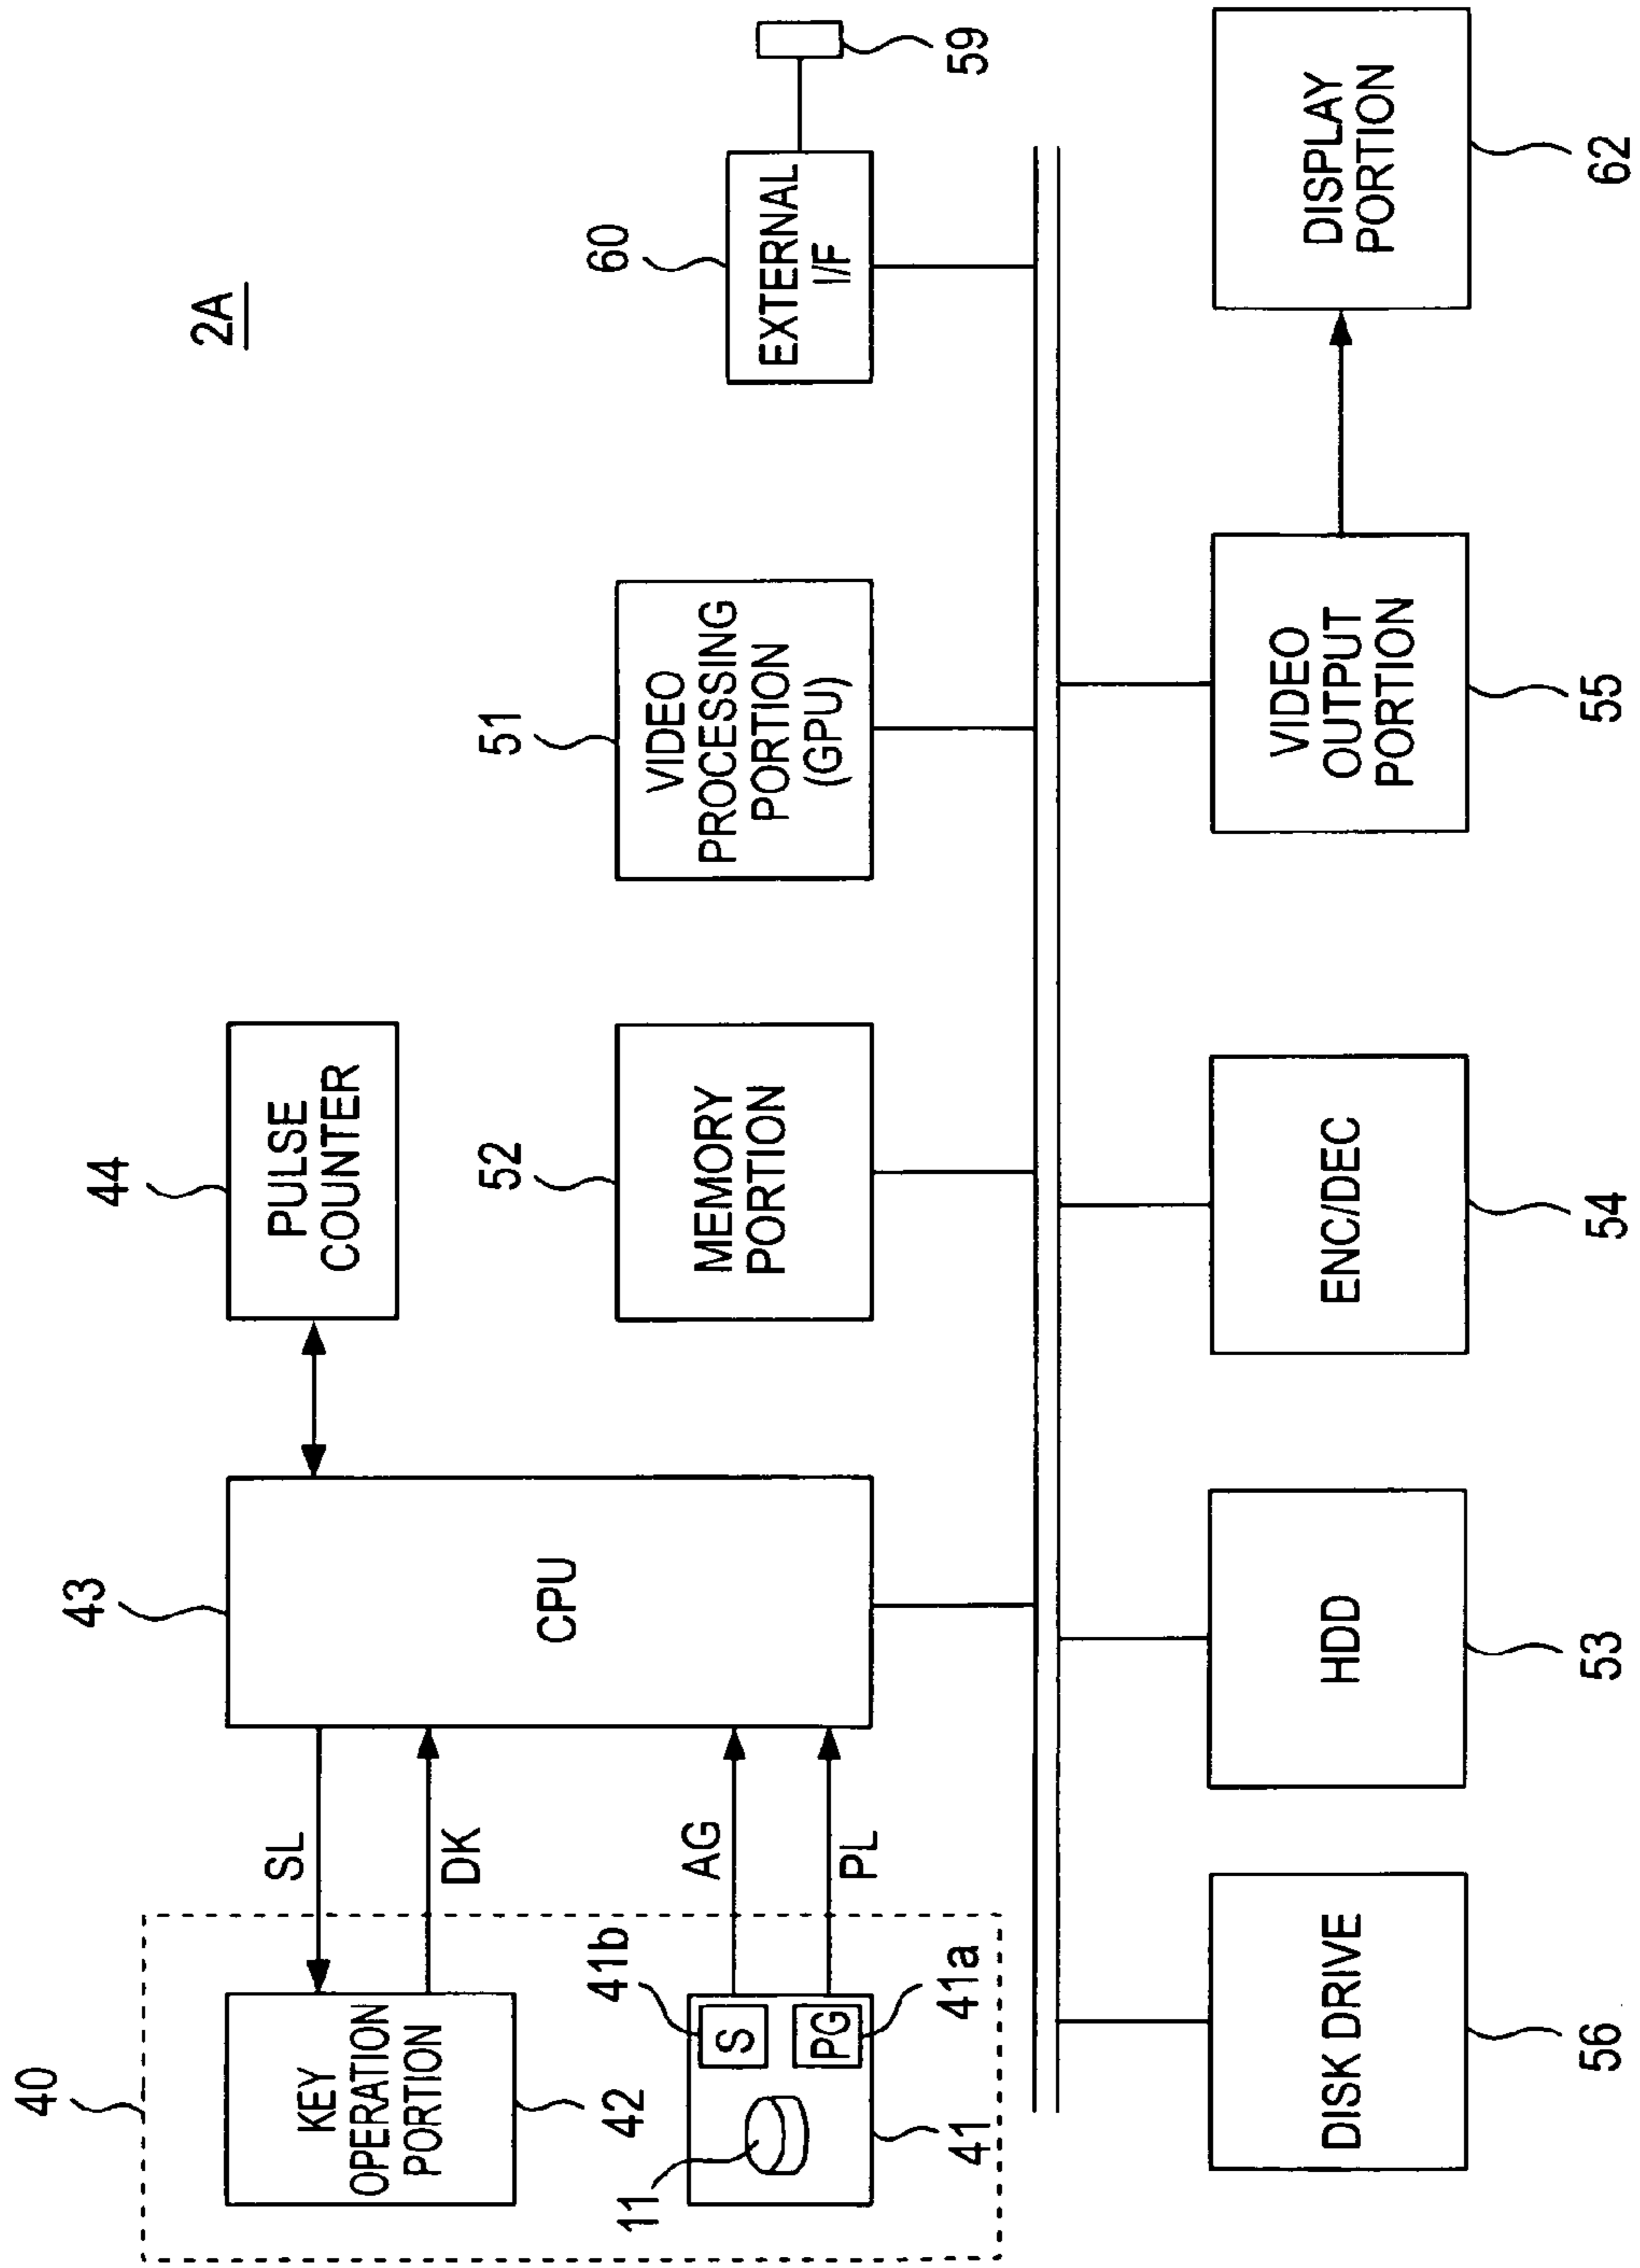 2A
40
43
44
KEY
OPERATION
PORTION
42
SL
DK
CPU
PULSE
COUNTER
11
41
S
41b
PG
41a
AG
PL
52
MEMORY
PORTION
51
VIDEO
PROCESSING
PORTION
(GPU)
60
EXTERNAL
I/F
59
DISK DRIVE
56
HDD
53
ENC/DEC
54
VIDEO
OUTPUT
PORTION
55
DISPLAY
PORTION
62